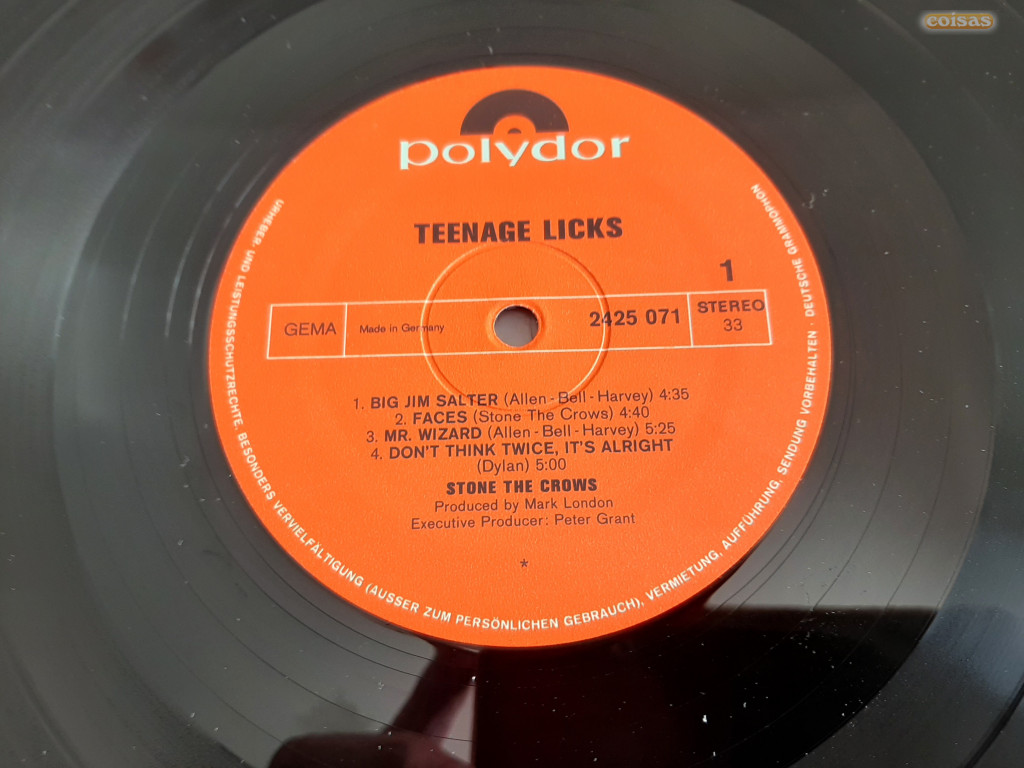 coisas
polydor
TEENAGE LICKS
1
GEMA
Made in Germany
2425 071
STEREO
33
1. BIG JIM SALTER (Allen-Bell-Harvey) 4:35
2. FACES (Stone The Crows) 4:40
3. MR. WIZARD (Allen-Bell-Harvey) 5:25
4. DON'T THINK TWICE, IT'S ALRIGHT
(Dylan) 5:00
STONE THE CROWS
Produced by Mark London
Executive Producer: Peter Grant
*
URHEBER- UND LEISTUNGSSCHUTZRECHTE, BESONDERS VERVIELFÄLTIGUNG (AUSSER ZUM PERSÖNLICHEN GEBRAUCH), VERMIETUNG, AUFFÜHRUNG, SENDUNG VORBEHALTEN · DEUTSCHE GRAMMOPHON